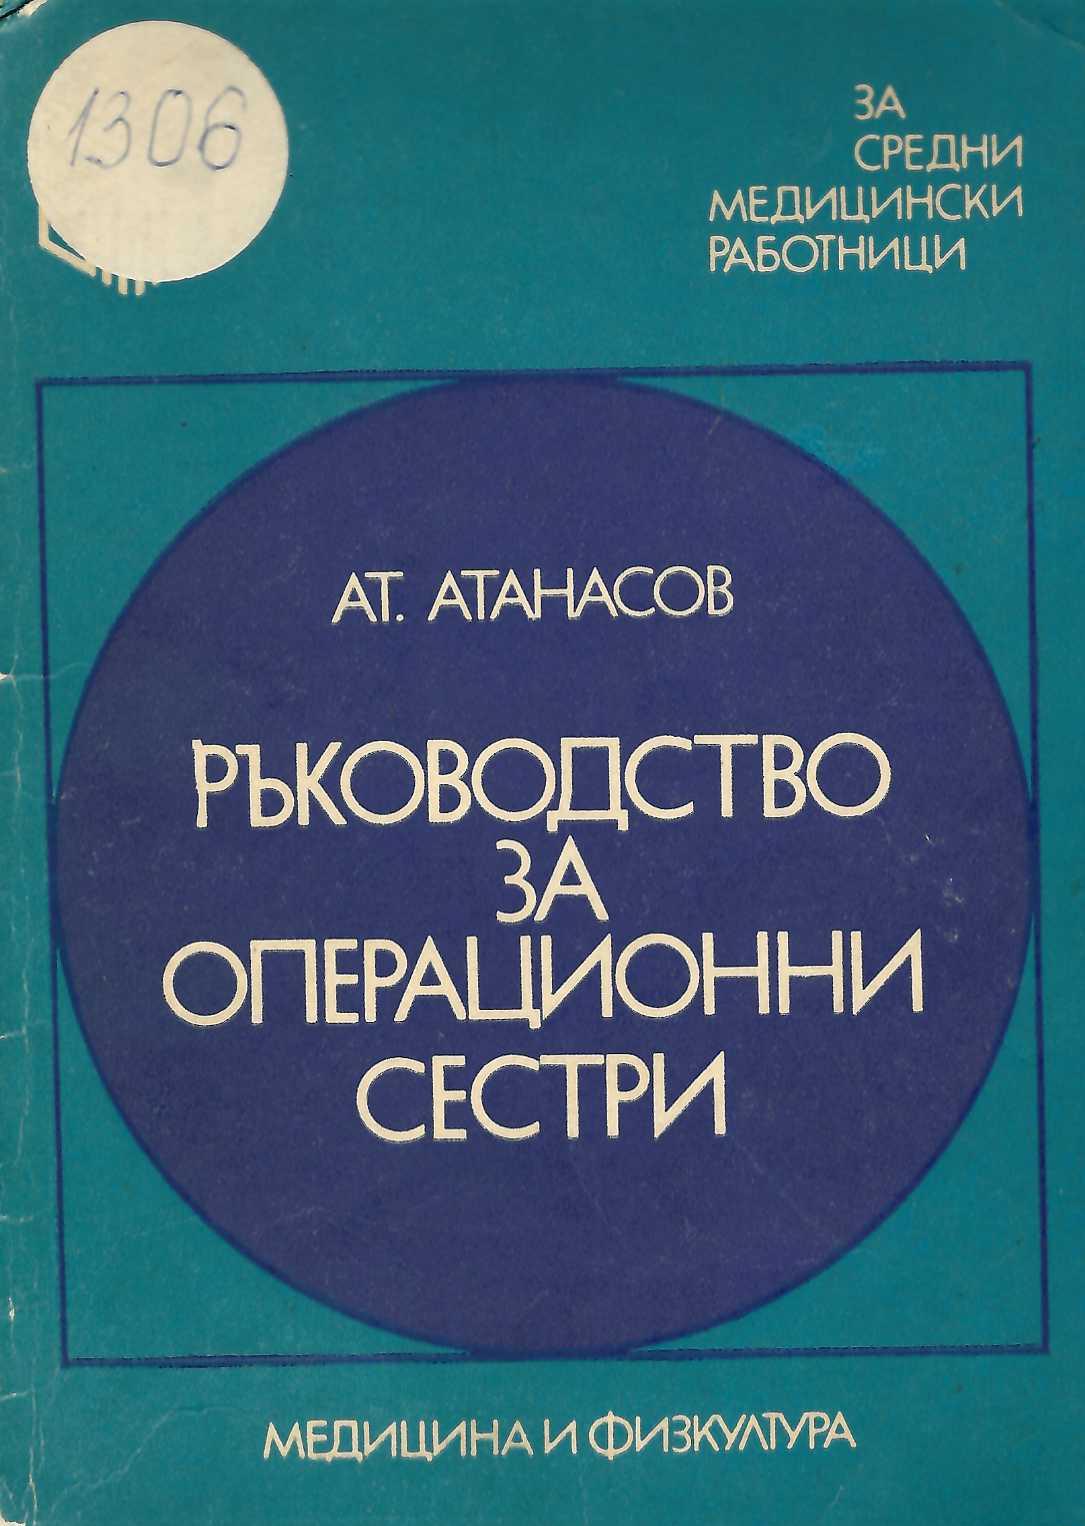 1306
ЗА
СРЕДНИ
МЕДИЦИНСКИ
РАБОТНИЦИ
АТ. АТАНАСОВ
РЪКОВОДСТВО
ЗА
ОПЕРАЦИОННИ
СЕСТРИ
МЕДИЦИНА И ФИЗКУЛТУРА